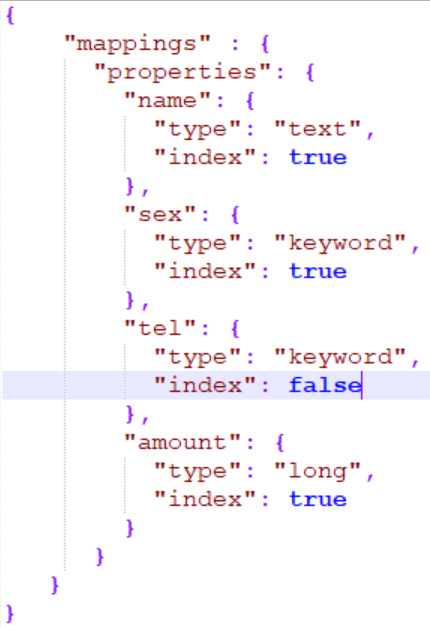 {
    "mappings" : {
      "properties": {
        "name": {
          "type": "text",
          "index": true
        },
        "sex": {
          "type": "keyword",
          "index": true
        },
        "tel": {
          "type": "keyword",
          "index": false
        },
        "amount": {
          "type": "long",
          "index": true
        }
      }
   }
}